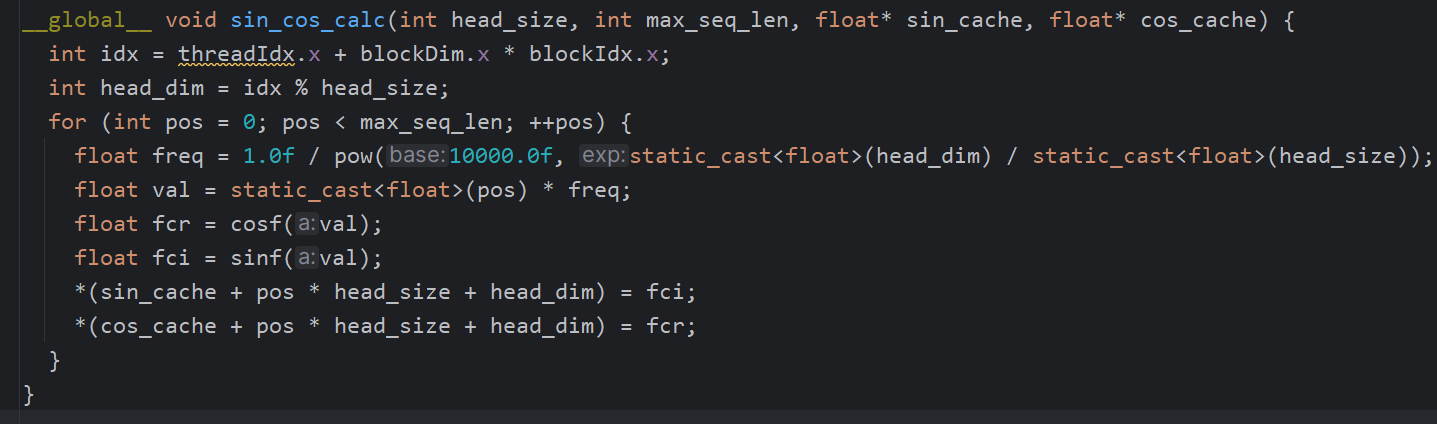 __global__ void sin_cos_calc(int head_size, int max_seq_len, float* sin_cache, float* cos_cache) {
  int idx = threadIdx.x + blockDim.x * blockIdx.x;
  int head_dim = idx % head_size;
  for (int pos = 0; pos < max_seq_len; ++pos) {
    float freq = 1.0f / pow(base:10000.0f, exp:static_cast<float>(head_dim) / static_cast<float>(head_size));
    float val = static_cast<float>(pos) * freq;
    float fcr = cosf(a:val);
    float fci = sinf(a:val);
    *(sin_cache + pos * head_size + head_dim) = fci;
    *(cos_cache + pos * head_size + head_dim) = fcr;
  }
}